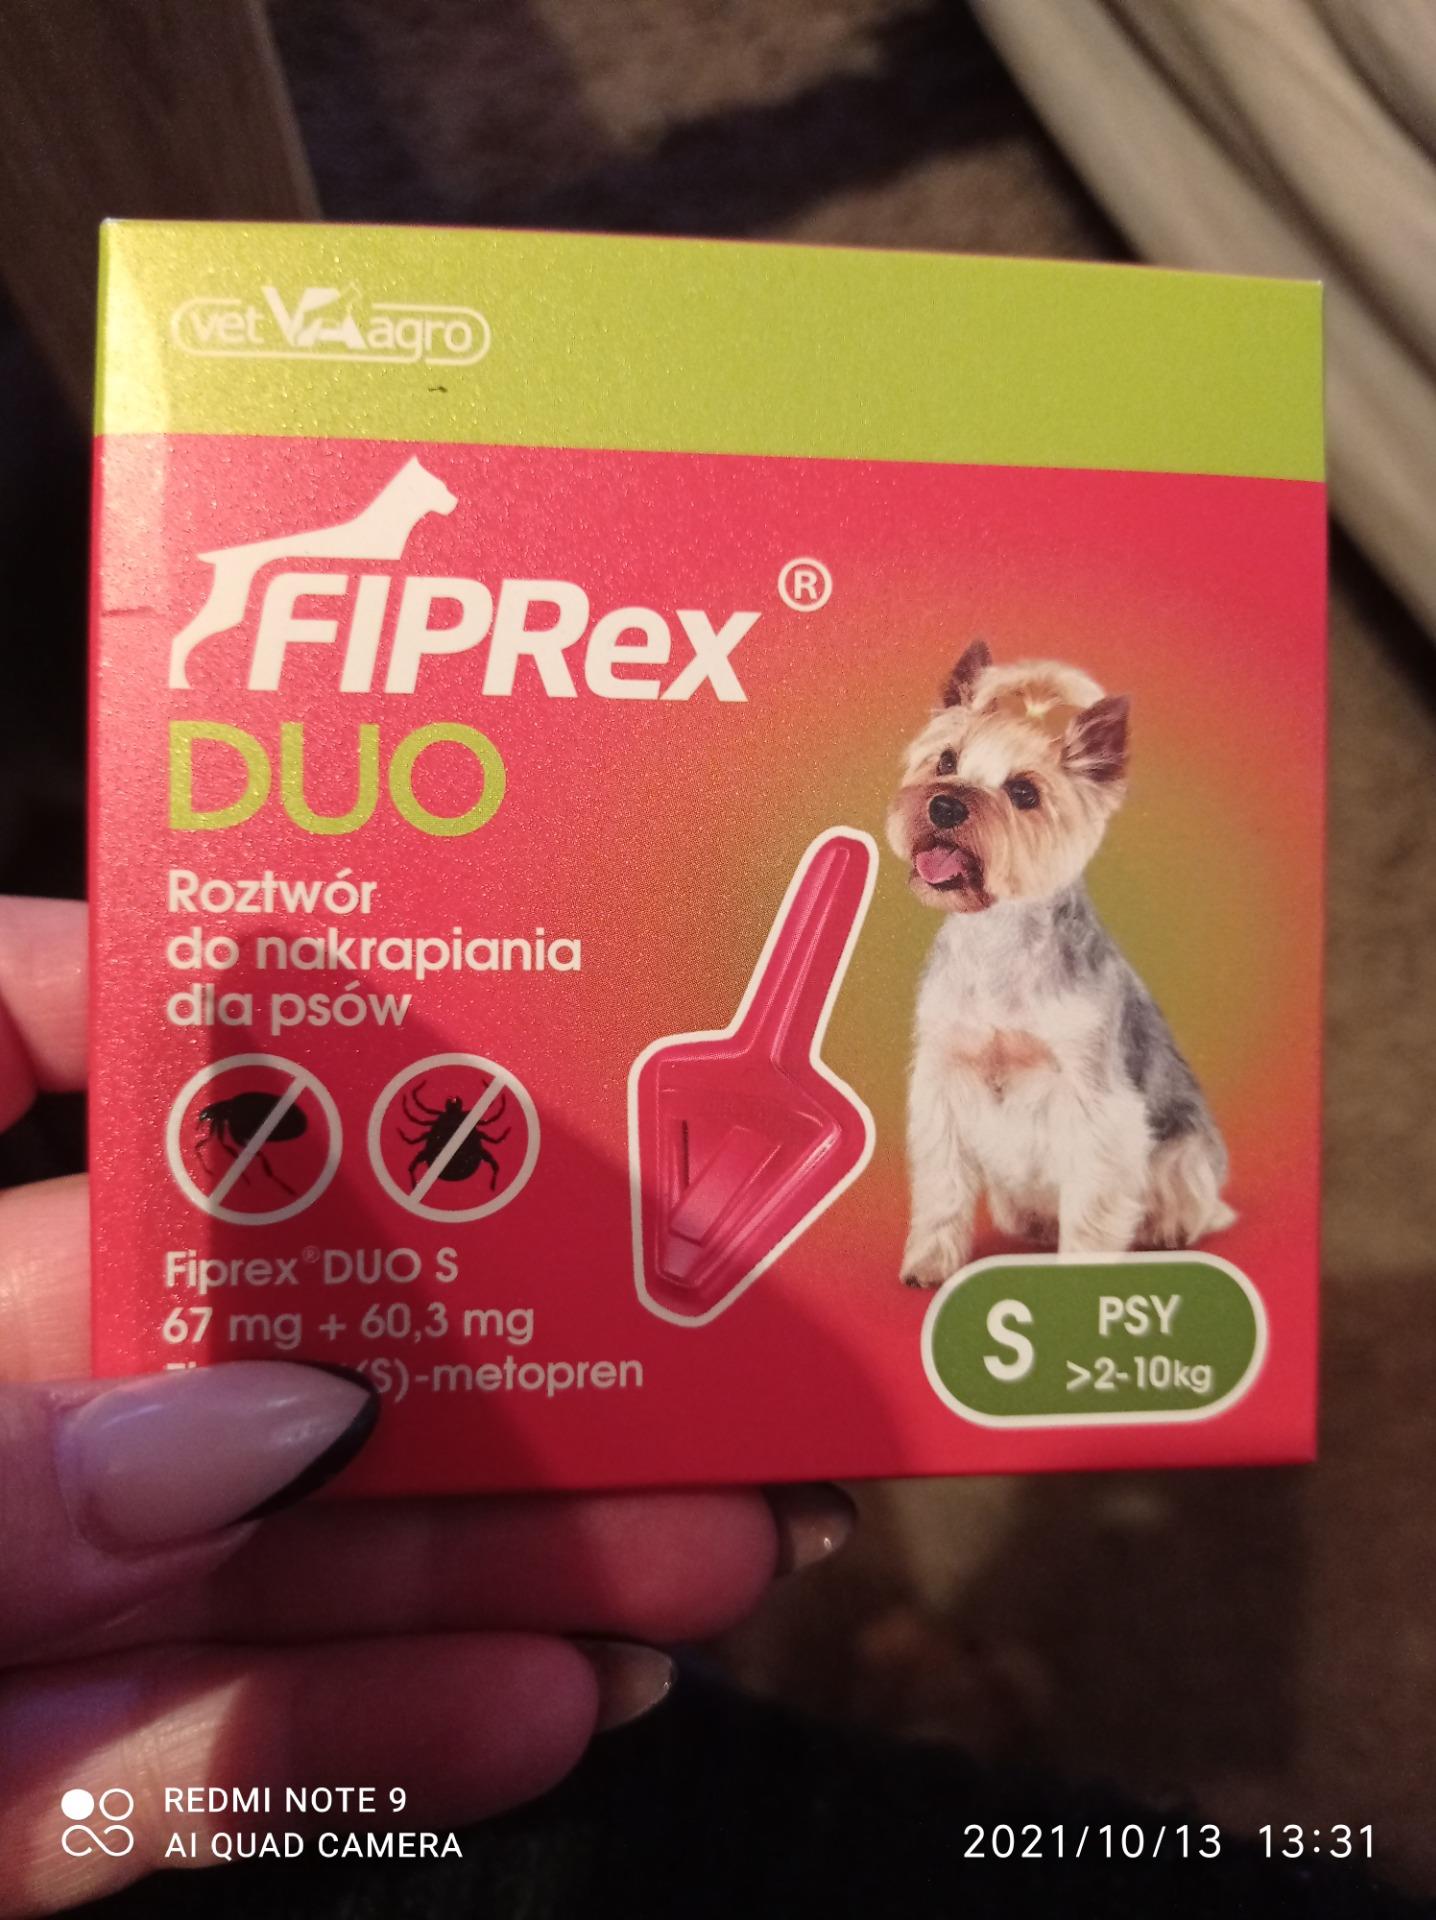 vet VA agro
FIPRex®
DUO
Roztwór
do nakrapiania
dla psów
Fiprex® DUO S
67 mg + 60,3 mg
(S)-metopren
S PSY
>2-10kg
REDMI NOTE 9
AI QUAD CAMERA
2021/10/13 13:31